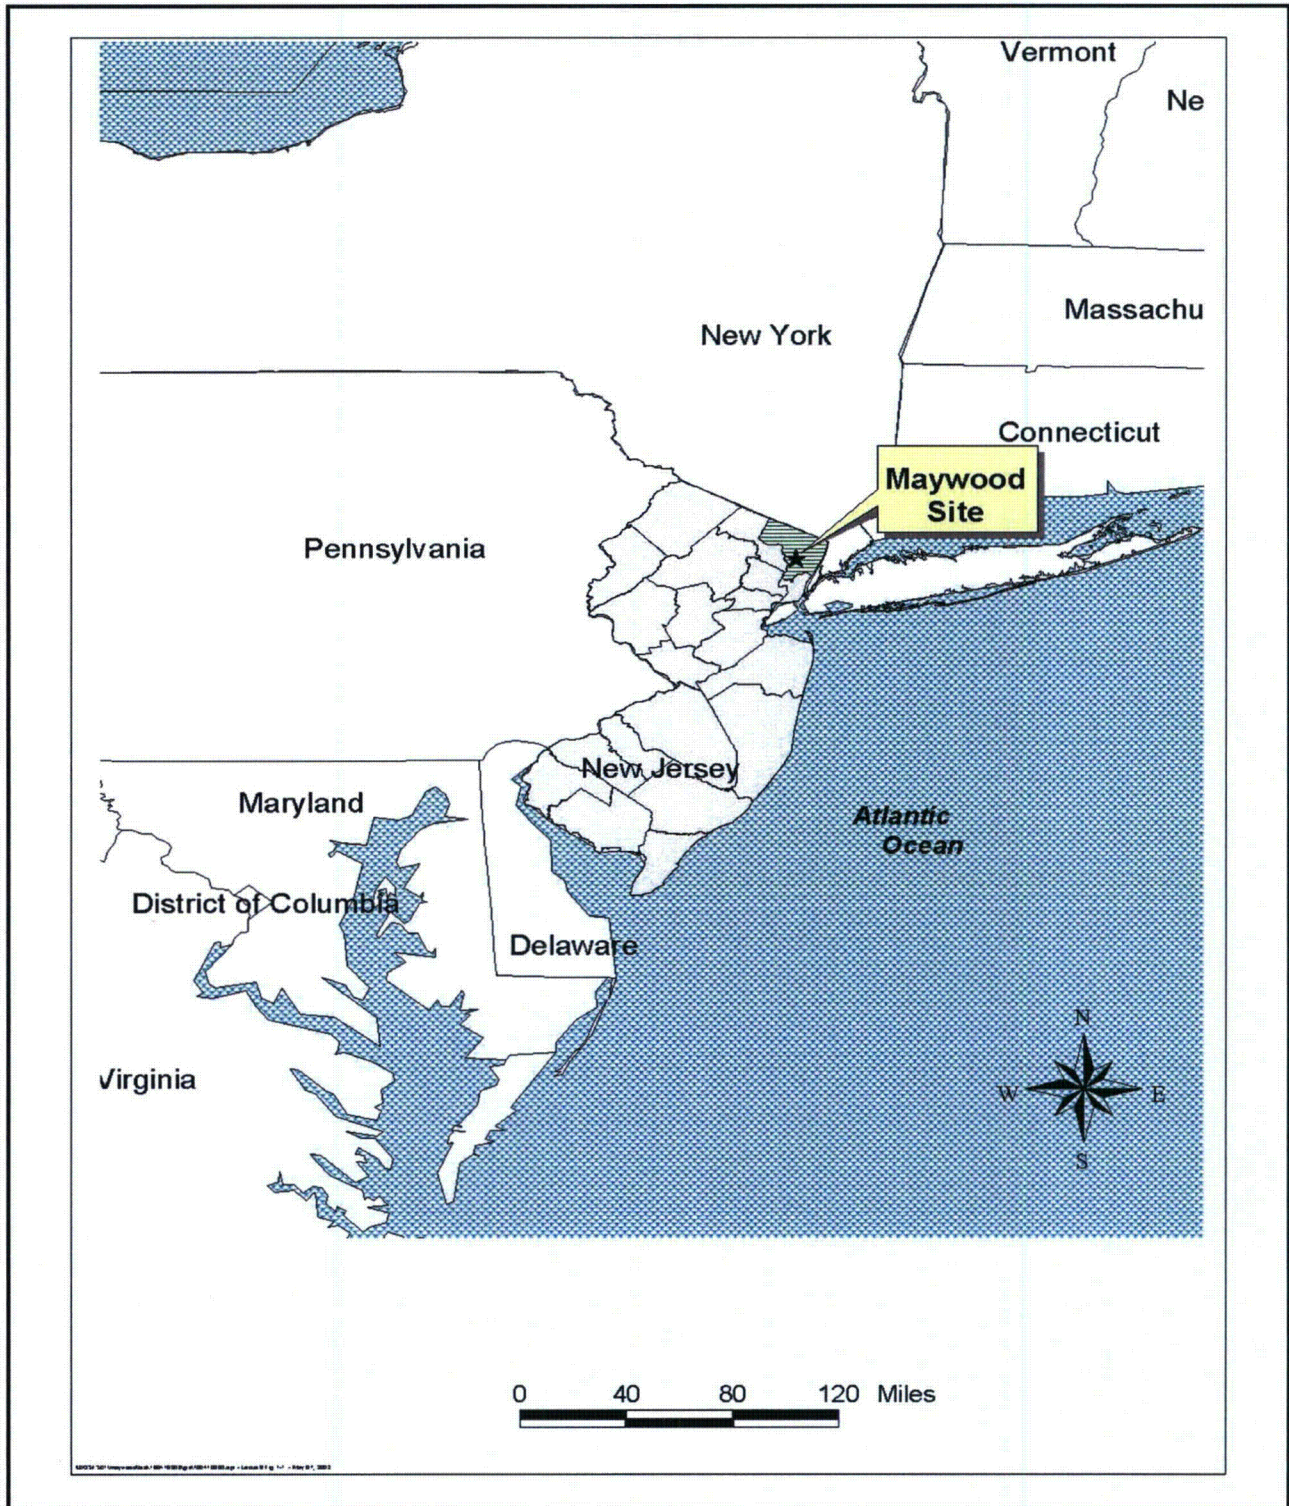 Vermont
Ne
Massachu
New York
Connecticut
Maywood
Site
Pennsylvania
New Jersey
Maryland
Atlantic
Ocean
District of Columbia
Delaware
Virginia
N
W E
S
0 40 80 120 Miles